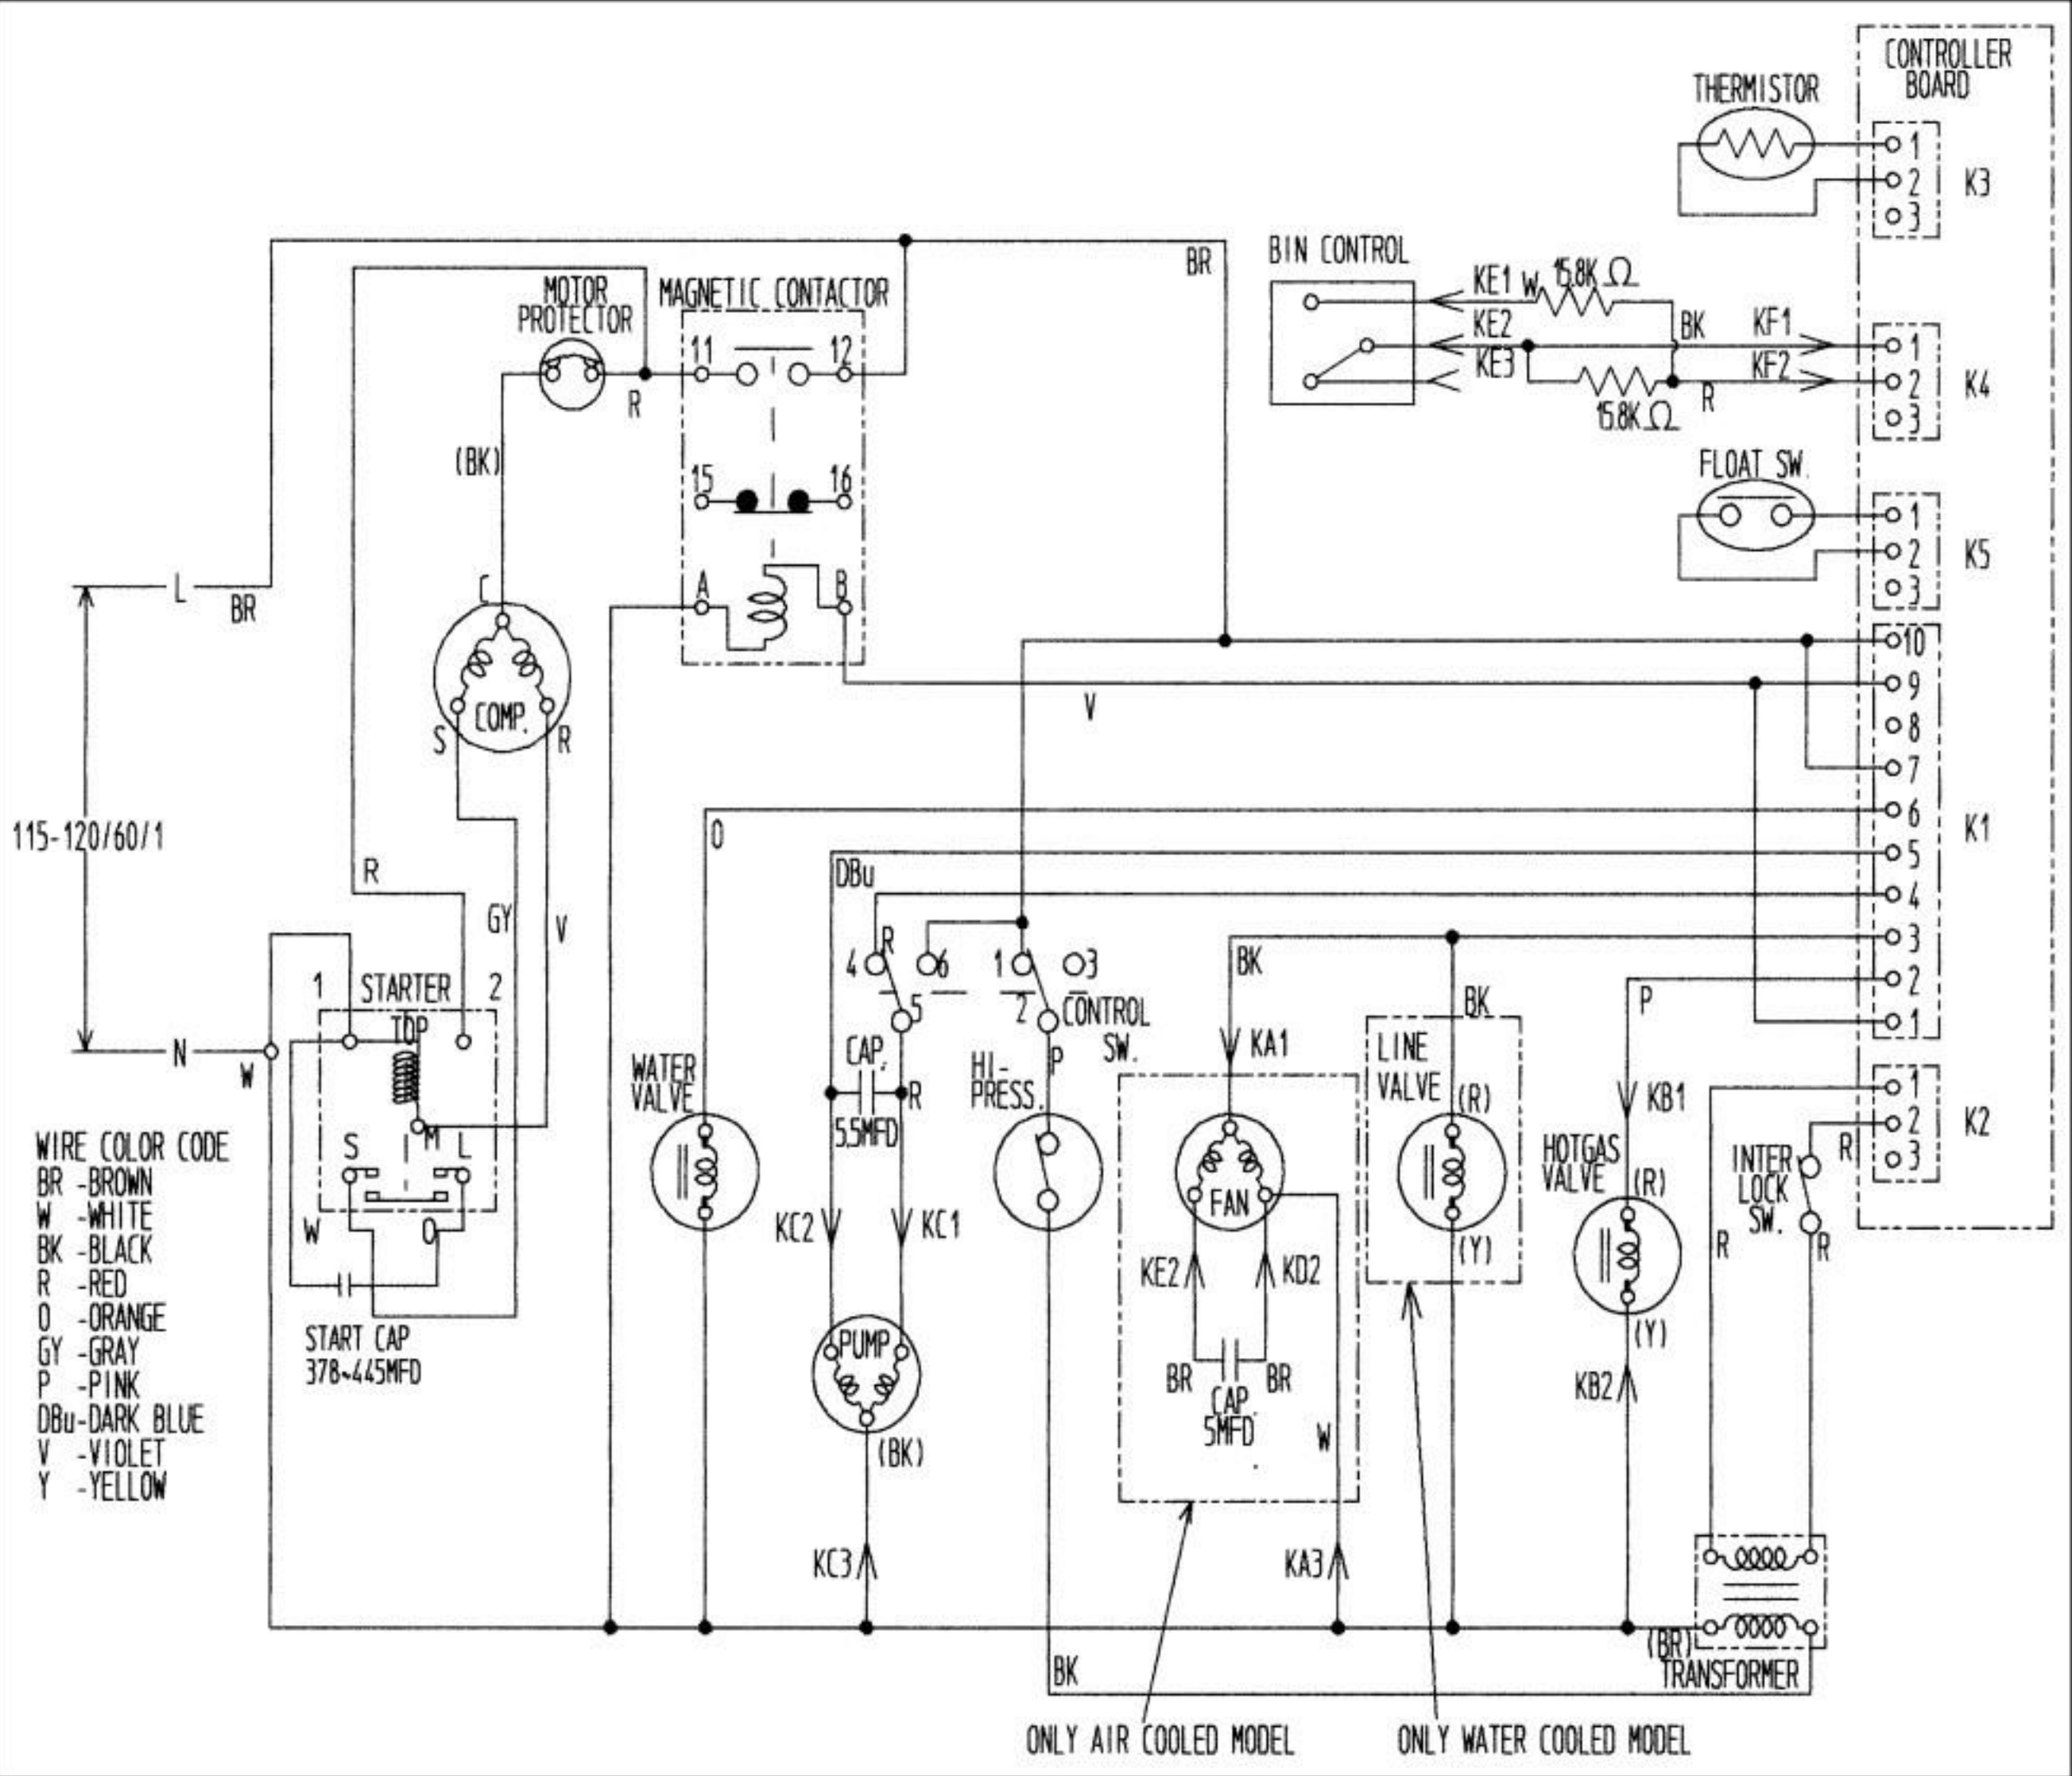 CONTROLLER
BOARD
THERMISTOR
1
2
3
K3
BR
BIN CONTROL
KE1
W
15.8K Ω
KE2
BK
KF1
KE3
KF2
R
15.8K Ω
1
2
3
K4
MOTOR
PROTECTOR
MAGNETIC CONTACTOR
11
12
R
(BK)
15
16
A
B
FLOAT SW.
1
2
3
K5
L
BR
C
COMP.
S
R
V
10
9
8
7
6
5
4
3
2
1
K1
115-120/60/1
R
GY
V
O
DBu
R
4
6
5
1
3
2
CONTROL
SW.
BK
BK
P
1
STARTER
2
TOP
N
W
S
M
L
W
O
START CAP
378~445MFD
WATER
VALVE
CAP.
R
5.5MFD
HI-
PRESS.
P
KA1
LINE
VALVE
(R)
(Y)
KB1
HOTGAS
VALVE
(R)
(Y)
KB2
1
2
3
K2
INTER
LOCK
SW.
R
R
R
KC2
KC1
PUMP
(BK)
KC3
FAN
KE2
KD2
BR
BR
CAP.
5MFD
W
KA3
WIRE COLOR CODE
BR -BROWN
W -WHITE
BK -BLACK
R -RED
O -ORANGE
GY -GRAY
P -PINK
DBu-DARK BLUE
V -VIOLET
Y -YELLOW
BK
(BR)
TRANSFORMER
ONLY AIR COOLED MODEL
ONLY WATER COOLED MODEL